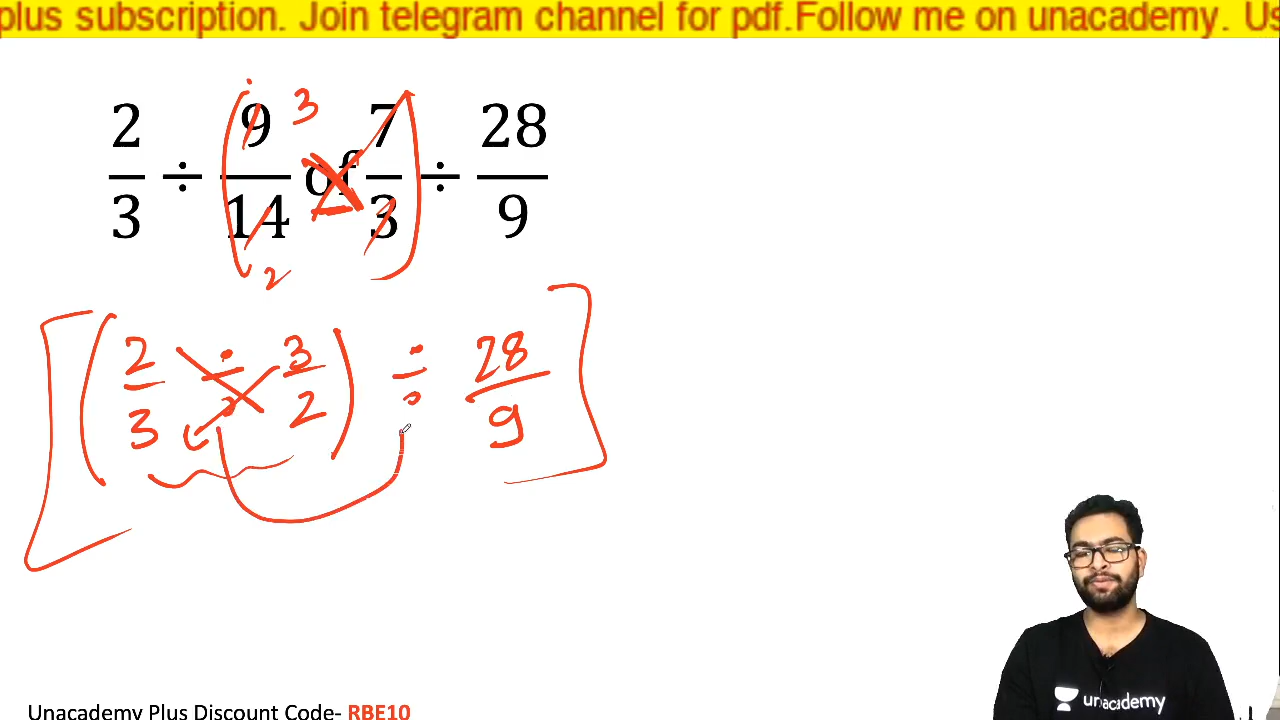 plus subscription. Join telegram channel for pdf.Follow me on unacademy. Us
2/3 ÷ 9/14 of 7/3 ÷ 28/9
3
2
(2/3 ÷ 3/2) ÷ 28/9
unacademy
Unacademy Plus Discount Code- RBE10